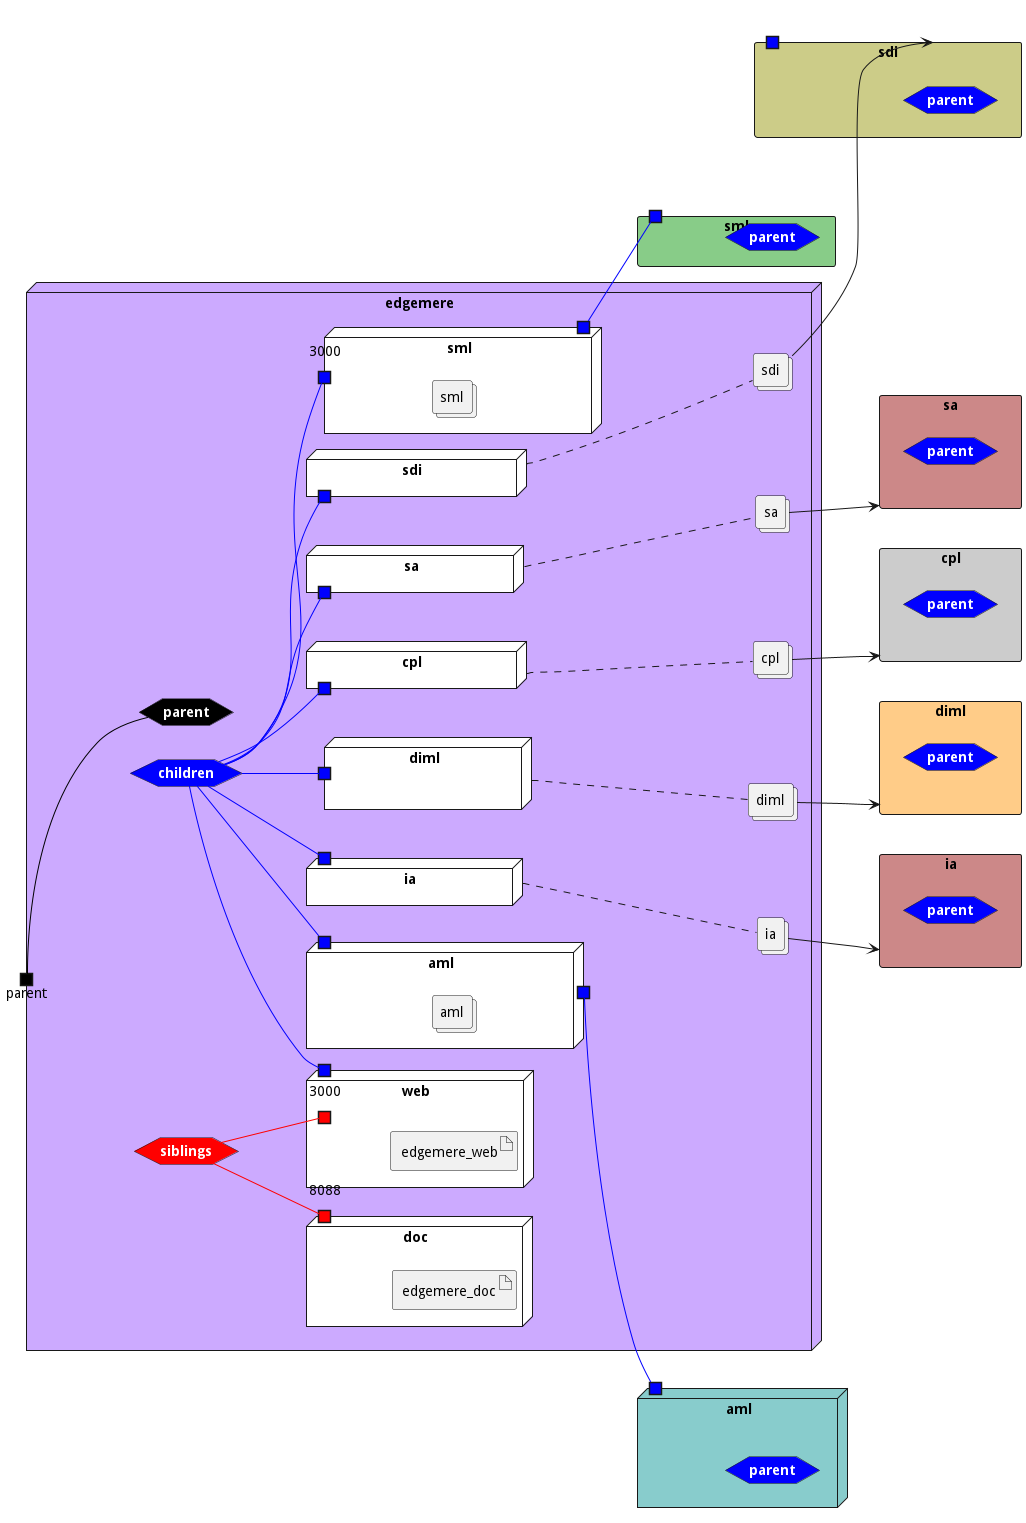 sdl
parent
sml
parent
edgemere
3000
sml
sml
sdi
sdi
sa
parent
sa
sa
cpl
parent
cpl
cpl
parent
diml
parent
children
diml
diml
ia
parent
ia
ia
aml
aml
parent
3000
web
edgemere_web
siblings
8088
doc
edgemere_doc
aml
parent